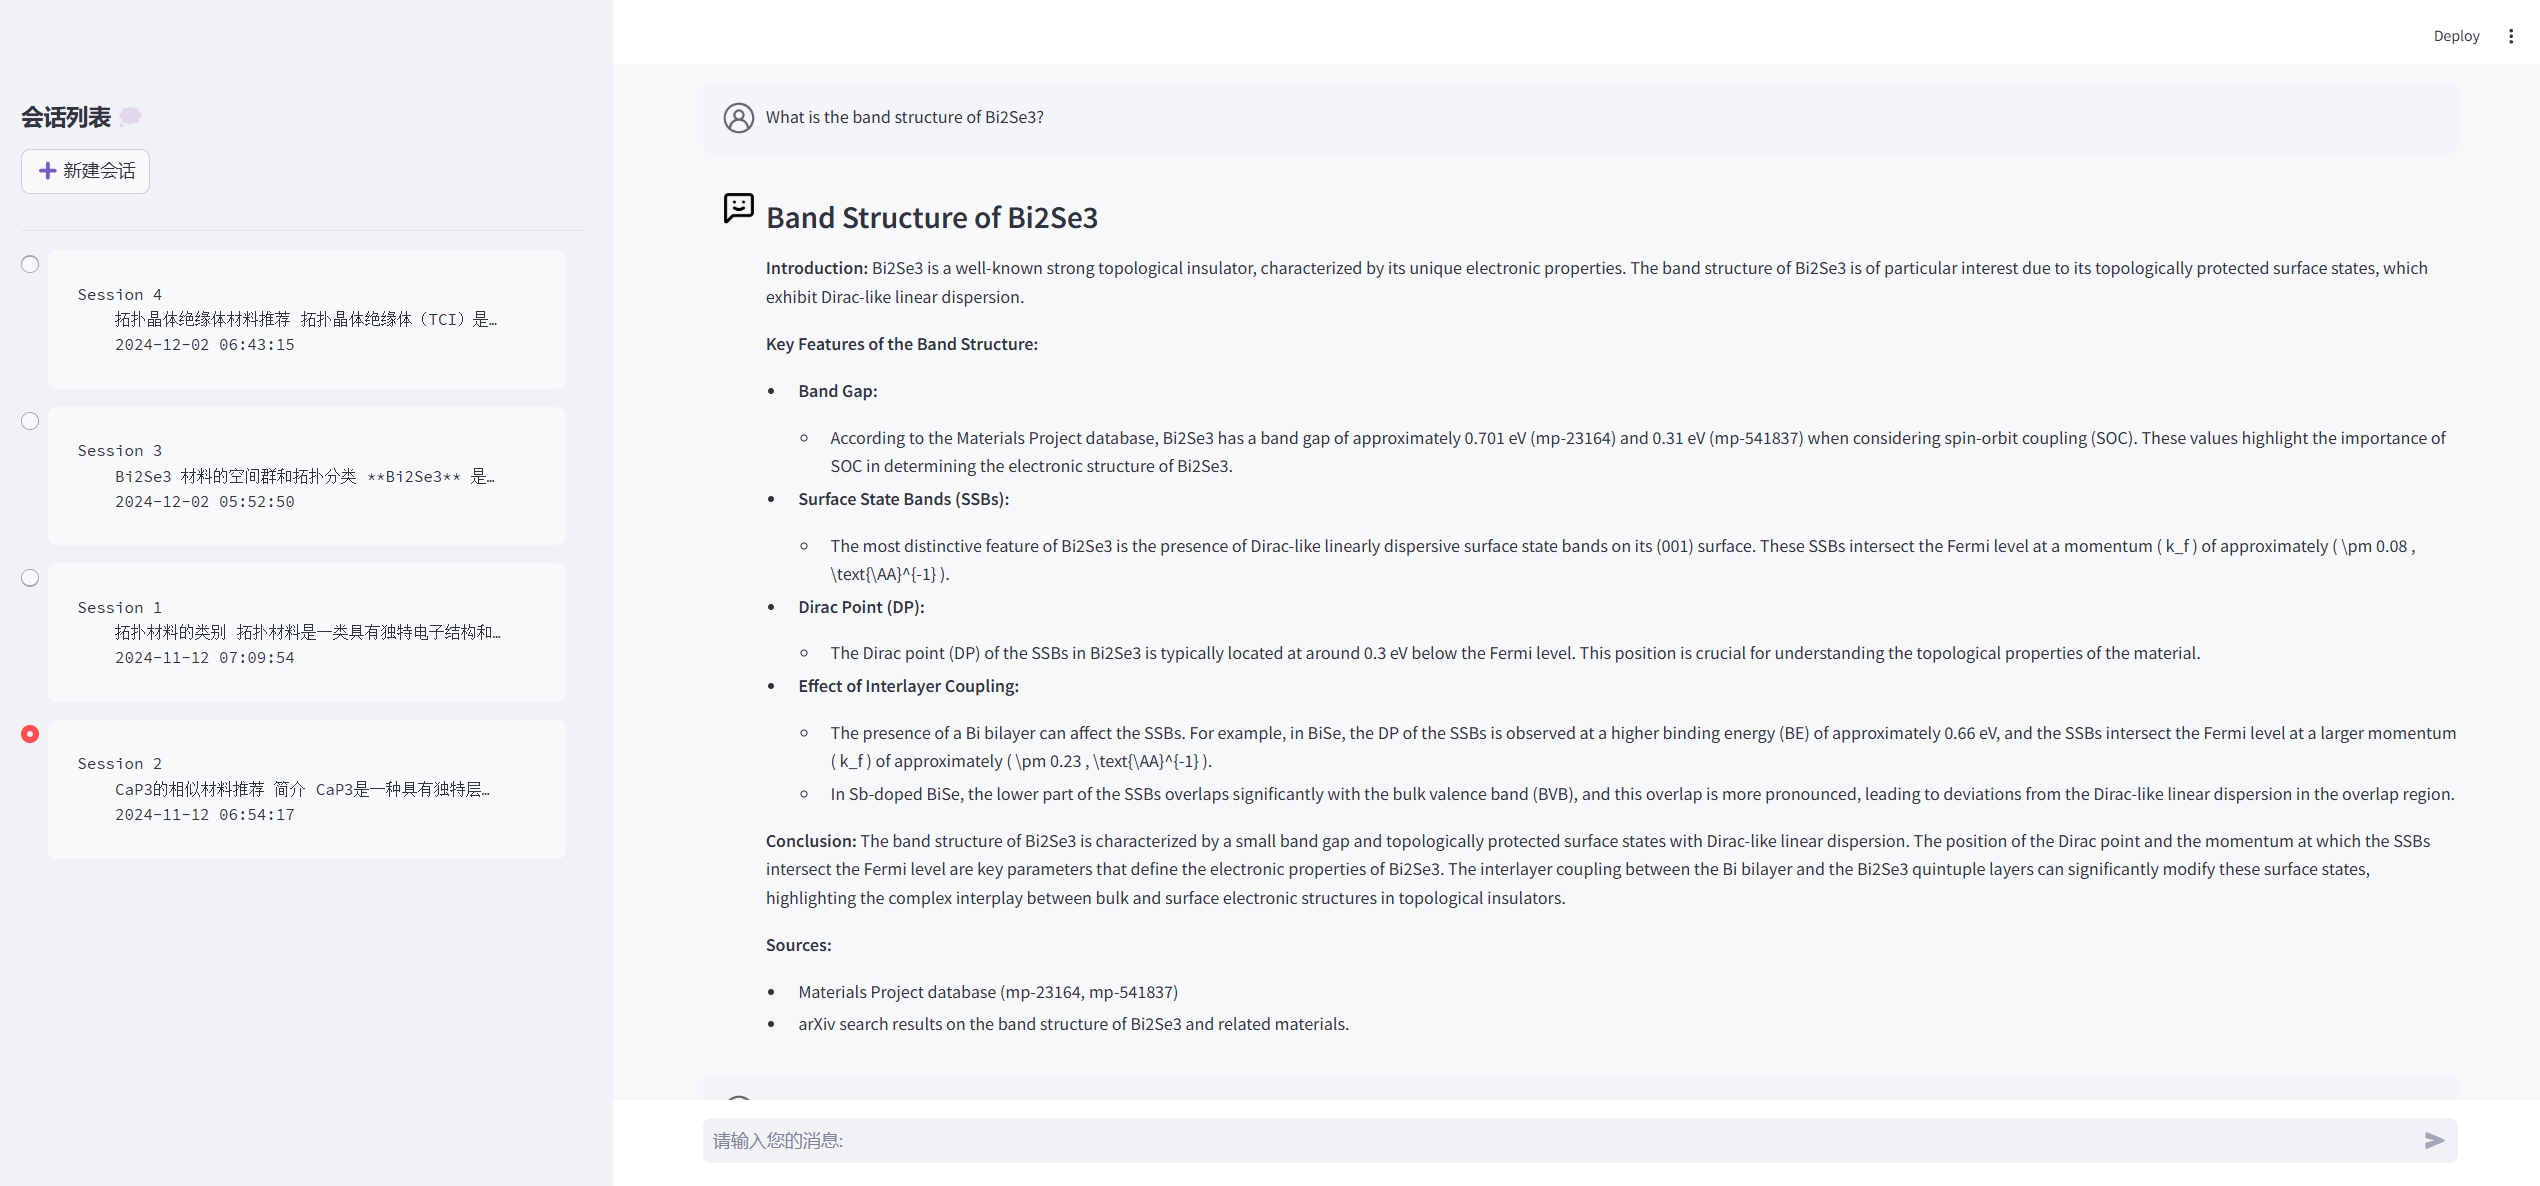 Deploy
会话列表
新建会话
Session 4
拓扑晶体绝缘体材料推荐 拓扑晶体绝缘体（TCI）是…
2024-12-02 06:43:15
Session 3
Bi2Se3 材料的空间群和拓扑分类 **Bi2Se3** 是…
2024-12-02 05:52:50
Session 1
拓扑材料的类别 拓扑材料是一类具有独特电子结构和…
2024-11-12 07:09:54
Session 2
CaP3的相似材料推荐 简介 CaP3是一种具有独特层…
2024-11-12 06:54:17
What is the band structure of Bi2Se3?
Band Structure of Bi2Se3
Introduction: Bi2Se3 is a well-known strong topological insulator, characterized by its unique electronic properties. The band structure of Bi2Se3 is of particular interest due to its topologically protected surface states, which
exhibit Dirac-like linear dispersion.
Key Features of the Band Structure:
• Band Gap:
○ According to the Materials Project database, Bi2Se3 has a band gap of approximately 0.701 eV (mp-23164) and 0.31 eV (mp-541837) when considering spin-orbit coupling (SOC). These values highlight the importance of
SOC in determining the electronic structure of Bi2Se3.
• Surface State Bands (SSBs):
○ The most distinctive feature of Bi2Se3 is the presence of Dirac-like linearly dispersive surface state bands on its (001) surface. These SSBs intersect the Fermi level at a momentum ( k_f ) of approximately ( \pm 0.08 ,
\text{\AA}^{-1} ).
• Dirac Point (DP):
○ The Dirac point (DP) of the SSBs in Bi2Se3 is typically located at around 0.3 eV below the Fermi level. This position is crucial for understanding the topological properties of the material.
• Effect of Interlayer Coupling:
○ The presence of a Bi bilayer can affect the SSBs. For example, in BiSe, the DP of the SSBs is observed at a higher binding energy (BE) of approximately 0.66 eV, and the SSBs intersect the Fermi level at a larger momentum
( k_f ) of approximately ( \pm 0.23 , \text{\AA}^{-1} ).
○ In Sb-doped BiSe, the lower part of the SSBs overlaps significantly with the bulk valence band (BVB), and this overlap is more pronounced, leading to deviations from the Dirac-like linear dispersion in the overlap region.
Conclusion: The band structure of Bi2Se3 is characterized by a small band gap and topologically protected surface states with Dirac-like linear dispersion. The position of the Dirac point and the momentum at which the SSBs
intersect the Fermi level are key parameters that define the electronic properties of Bi2Se3. The interlayer coupling between the Bi bilayer and the Bi2Se3 quintuple layers can significantly modify these surface states,
highlighting the complex interplay between bulk and surface electronic structures in topological insulators.
Sources:
• Materials Project database (mp-23164, mp-541837)
• arXiv search results on the band structure of Bi2Se3 and related materials.
请输入您的消息: